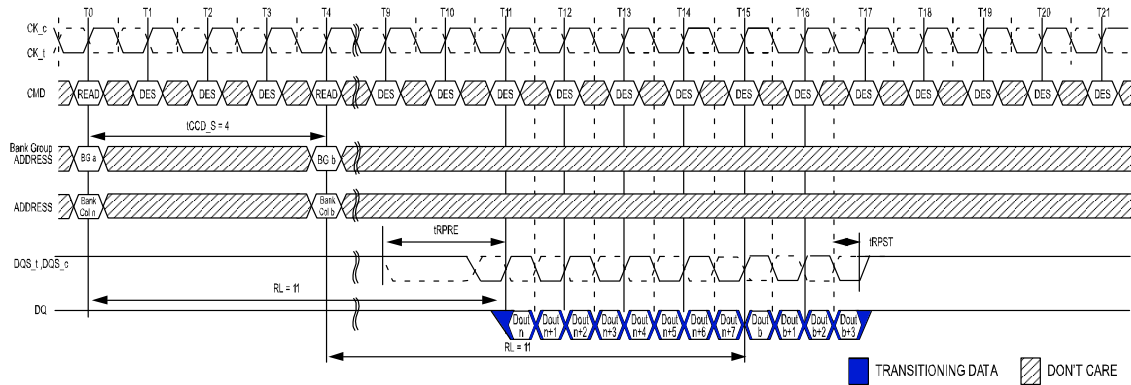 T0 T1 T2 T3 T4 T9 T10 T11 T12 T13 T14 T15 T16 T17 T18 T19 T20 T21
CK_c
CK_t
CMD READ DES DES DES READ DES DES DES DES DES DES DES DES DES DES DES DES DES
tCCD_S = 4
Bank Group
ADDRESS BG a BG b
ADDRESS Bank Col n Bank Col b
tRPRE tRPST
DQS_t ,DQS_c
RL = 11
DQ Dout n Dout n+1 Dout n+2 Dout n+3 Dout n+4 Dout n+5 Dout n+6 Dout n+7 Dout b Dout b+1 Dout b+2 Dout b+3
RL = 11
TRANSITIONING DATA DON'T CARE